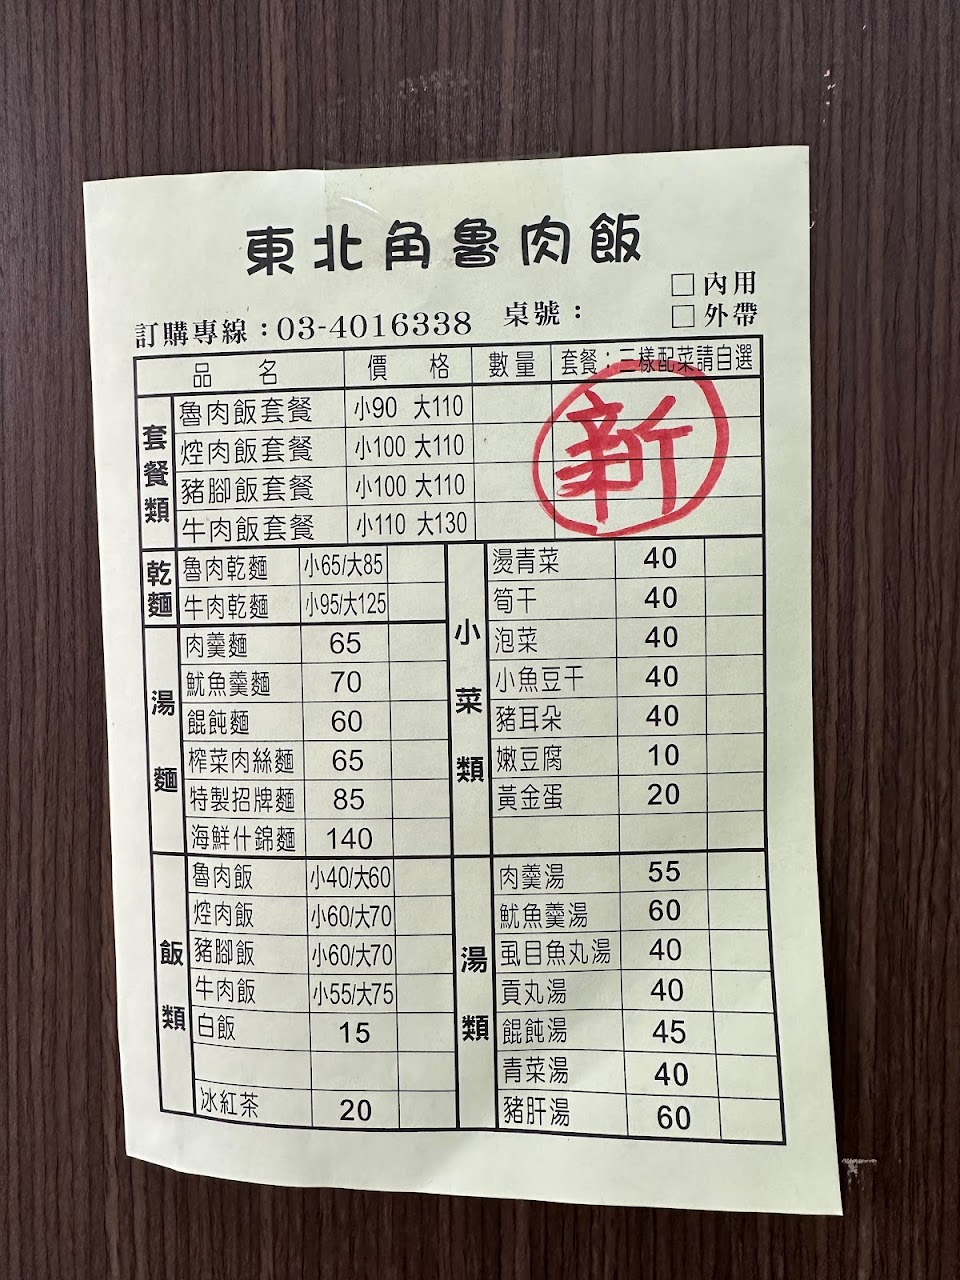 東北角魯肉飯
□內用
訂購專線：03-4016338 桌號： □外帶
品名 價格 數量 套餐：三樣配菜請自選
新
套餐類
魯肉飯套餐 小90 大110
焢肉飯套餐 小100 大110
豬腳飯套餐 小100 大110
牛肉飯套餐 小110 大130
乾麵
魯肉乾麵 小65/大85
牛肉乾麵 小95/大125
湯麵
肉羹麵 65
魷魚羹麵 70
餛飩麵 60
榨菜肉絲麵 65
特製招牌麵 85
海鮮什錦麵 140
飯類
魯肉飯 小40/大60
焢肉飯 小60/大70
豬腳飯 小60/大70
牛肉飯 小55/大75
白飯 15
冰紅茶 20
小菜類
燙青菜 40
筍干 40
泡菜 40
小魚豆干 40
豬耳朵 40
嫩豆腐 10
黃金蛋 20
湯類
肉羹湯 55
魷魚羹湯 60
虱目魚丸湯 40
貢丸湯 40
餛飩湯 45
青菜湯 40
豬肝湯 60